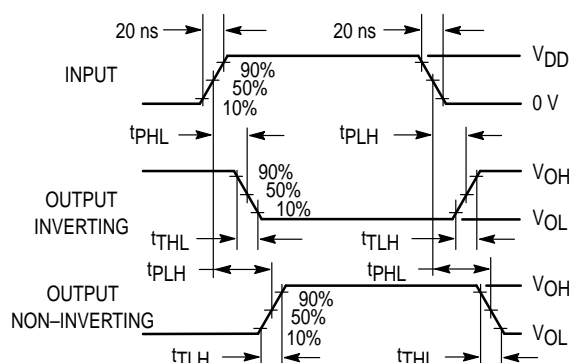 20 ns
20 ns
VDD
INPUT
90%
50%
10%
0 V
tPHL
tPLH
90%
50%
10%
VOH
OUTPUT
INVERTING
VOL
tTHL
tTLH
tPLH
tPHL
OUTPUT
NON–INVERTING
90%
50%
10%
VOH
VOL
tTLH
tTHL